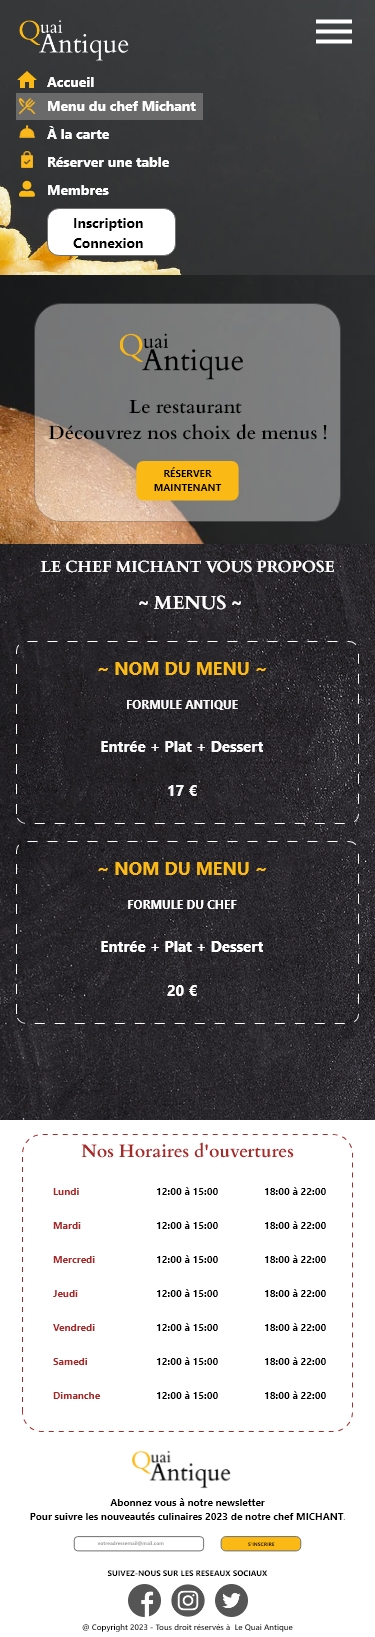 Quai
Antique
Accueil
Menu du chef Michant
À la carte
Réserver une table
Membres
Inscription
Connexion
Quai
Antique
Le restaurant
Découvrez nos choix de menus !
RÉSERVER
MAINTENANT
LE CHEF MICHANT VOUS PROPOSE
~ MENUS ~
~ NOM DU MENU ~
FORMULE ANTIQUE
Entrée + Plat + Dessert
17 €
~ NOM DU MENU ~
FORMULE DU CHEF
Entrée + Plat + Dessert
20 €
Nos Horaires d'ouvertures
Lundi 12:00 à 15:00 18:00 à 22:00
Mardi 12:00 à 15:00 18:00 à 22:00
Mercredi 12:00 à 15:00 18:00 à 22:00
Jeudi 12:00 à 15:00 18:00 à 22:00
Vendredi 12:00 à 15:00 18:00 à 22:00
Samedi 12:00 à 15:00 18:00 à 22:00
Dimanche 12:00 à 15:00 18:00 à 22:00
Quai
Antique
Abonnez vous à notre newsletter
Pour suivre les nouveautés culinaires 2023 de notre chef MICHANT.
S'INSCRIRE
SUIVEZ-NOUS SUR LES RESEAUX SOCIAUX
@ Copyright 2023 - Tous droit réservés à Le Quai Antique